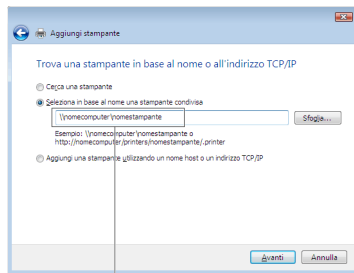 Aggiungi stampante
Trova una stampante in base al nome o all'indirizzo TCP/IP
Cerca una stampante
Seleziona in base al nome una stampante condivisa
\\nomecomputer\nomestampante
Sfoglia...
Esempio: \\nomecomputer\nomestampante o
http://nomecomputer/printers/nomestampante/.printer
Aggiungi una stampante utilizzando un nome host o un indirizzo TCP/IP
Avanti
Annulla